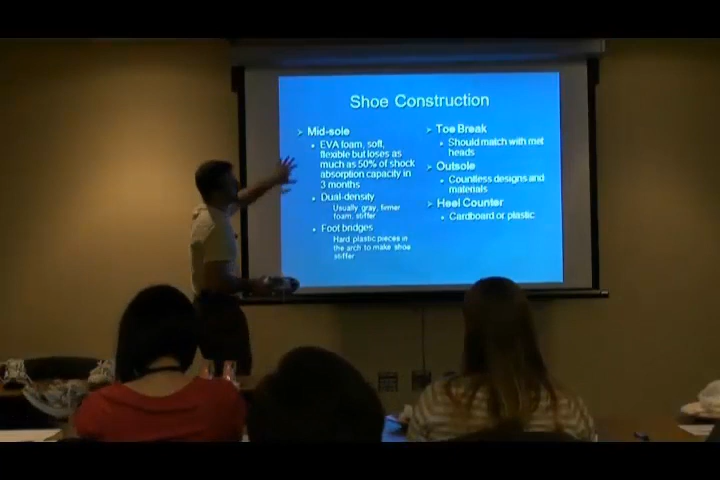 Shoe Construction
Mid-sole
EVA foam, soft,
flexible but loses as
much as 50% of shock
absorption capacity in
3 months
Dual-density
Usually gray, firmer
foam, stiffer
Foot bridges
Hard plastic pieces in
the arch to make shoe
stiffer
Toe Break
Should match with met
heads
Outsole
Countless designs and
materials
Heel Counter
Cardboard or plastic